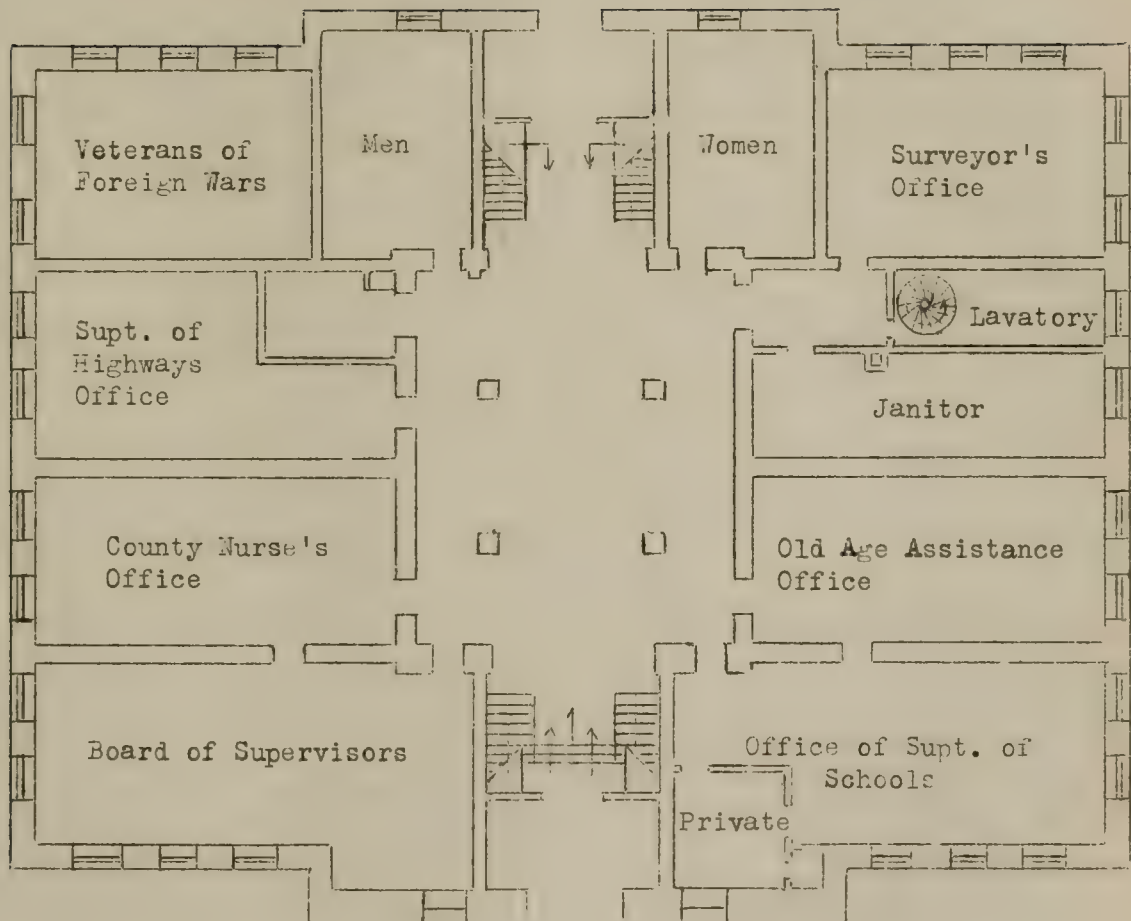 Veterans of
Foreign Wars
Men
Women
Surveyor's
Office
Supt. of
Highways
Office
Lavatory
Janitor
County Nurse's
Office
Old Age Assistance
Office
Board of Supervisors
Office of Supt. of
Schools
Private